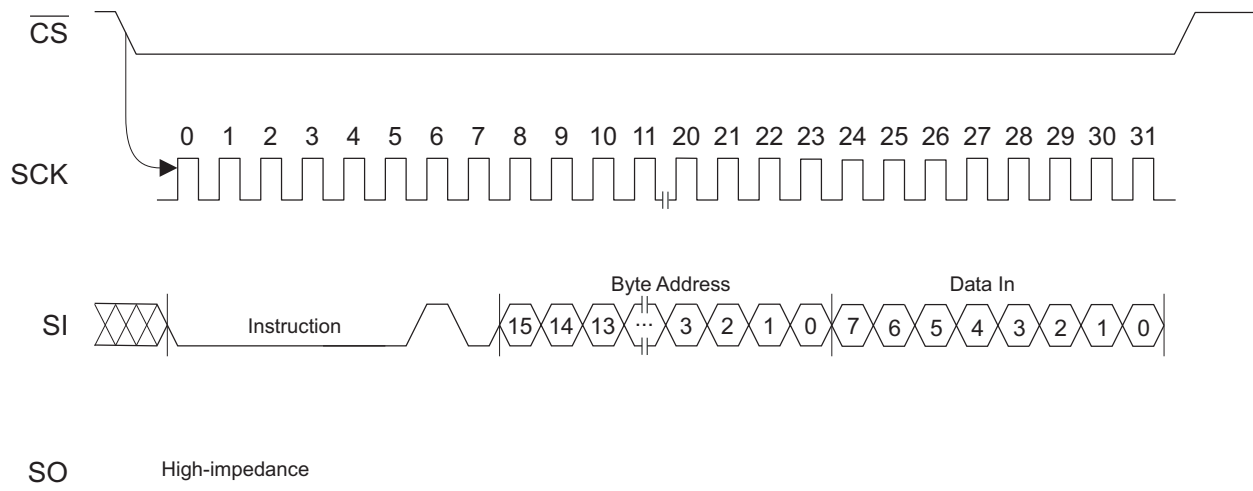 CS
0 1 2 3 4 5 6 7 8 9 10 11 20 21 22 23 24 25 26 27 28 29 30 31
SCK
Byte Address Data In
SI Instruction 15 14 13 ... 3 2 1 0 7 6 5 4 3 2 1 0
SO High-impedance